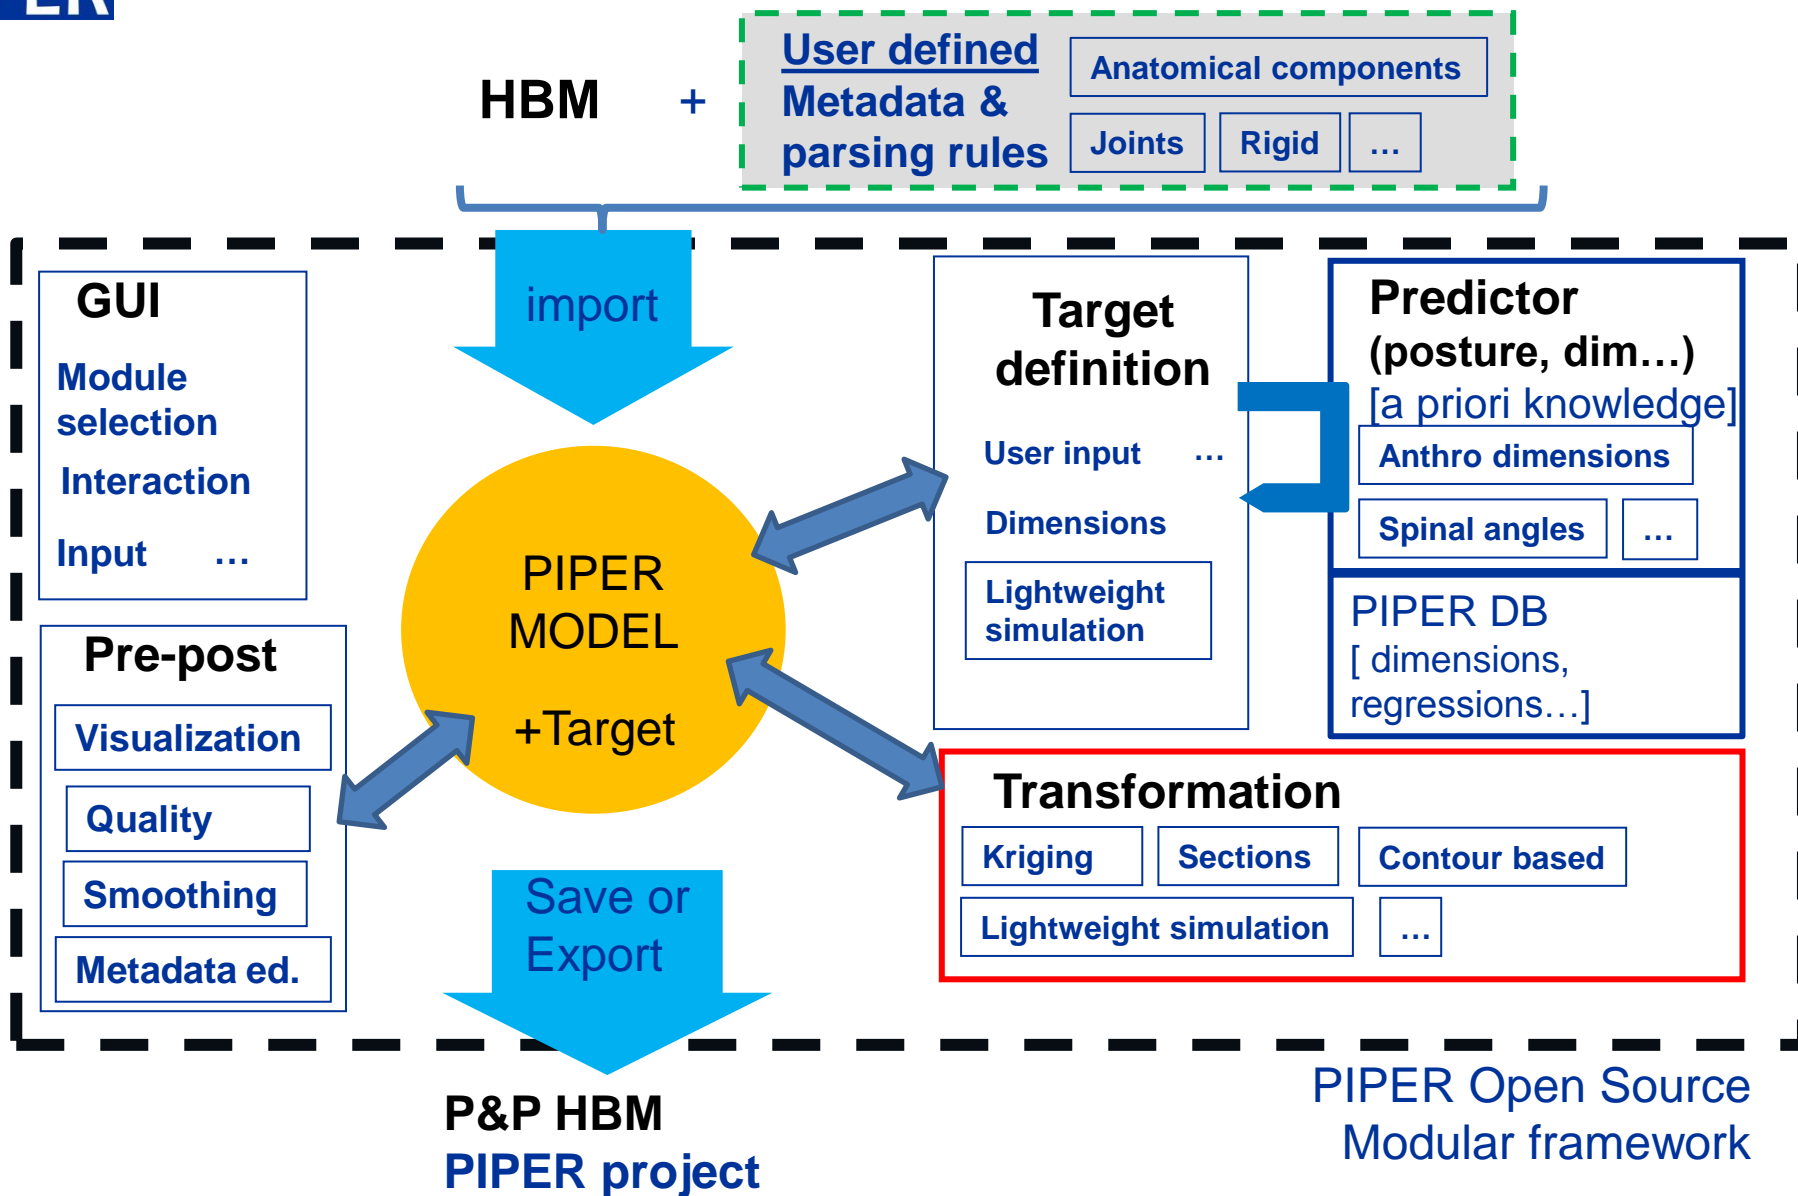 HBM
+
User defined
Metadata &
parsing rules
Anatomical components
Joints
Rigid
…
import
GUI
Module
selection
Interaction
Input …
Pre-post
Visualization
Quality
Smoothing
Metadata ed.
PIPER
MODEL
+Target
Target
definition
User input …
Dimensions
Lightweight
simulation
Predictor
(posture, dim…)
[a priori knowledge]
Anthro dimensions
Spinal angles
…
PIPER DB
[ dimensions,
regressions…]
Transformation
Kriging
Sections
Contour based
Lightweight simulation
…
Save or
Export
P&P HBM
PIPER project
PIPER Open Source
Modular framework